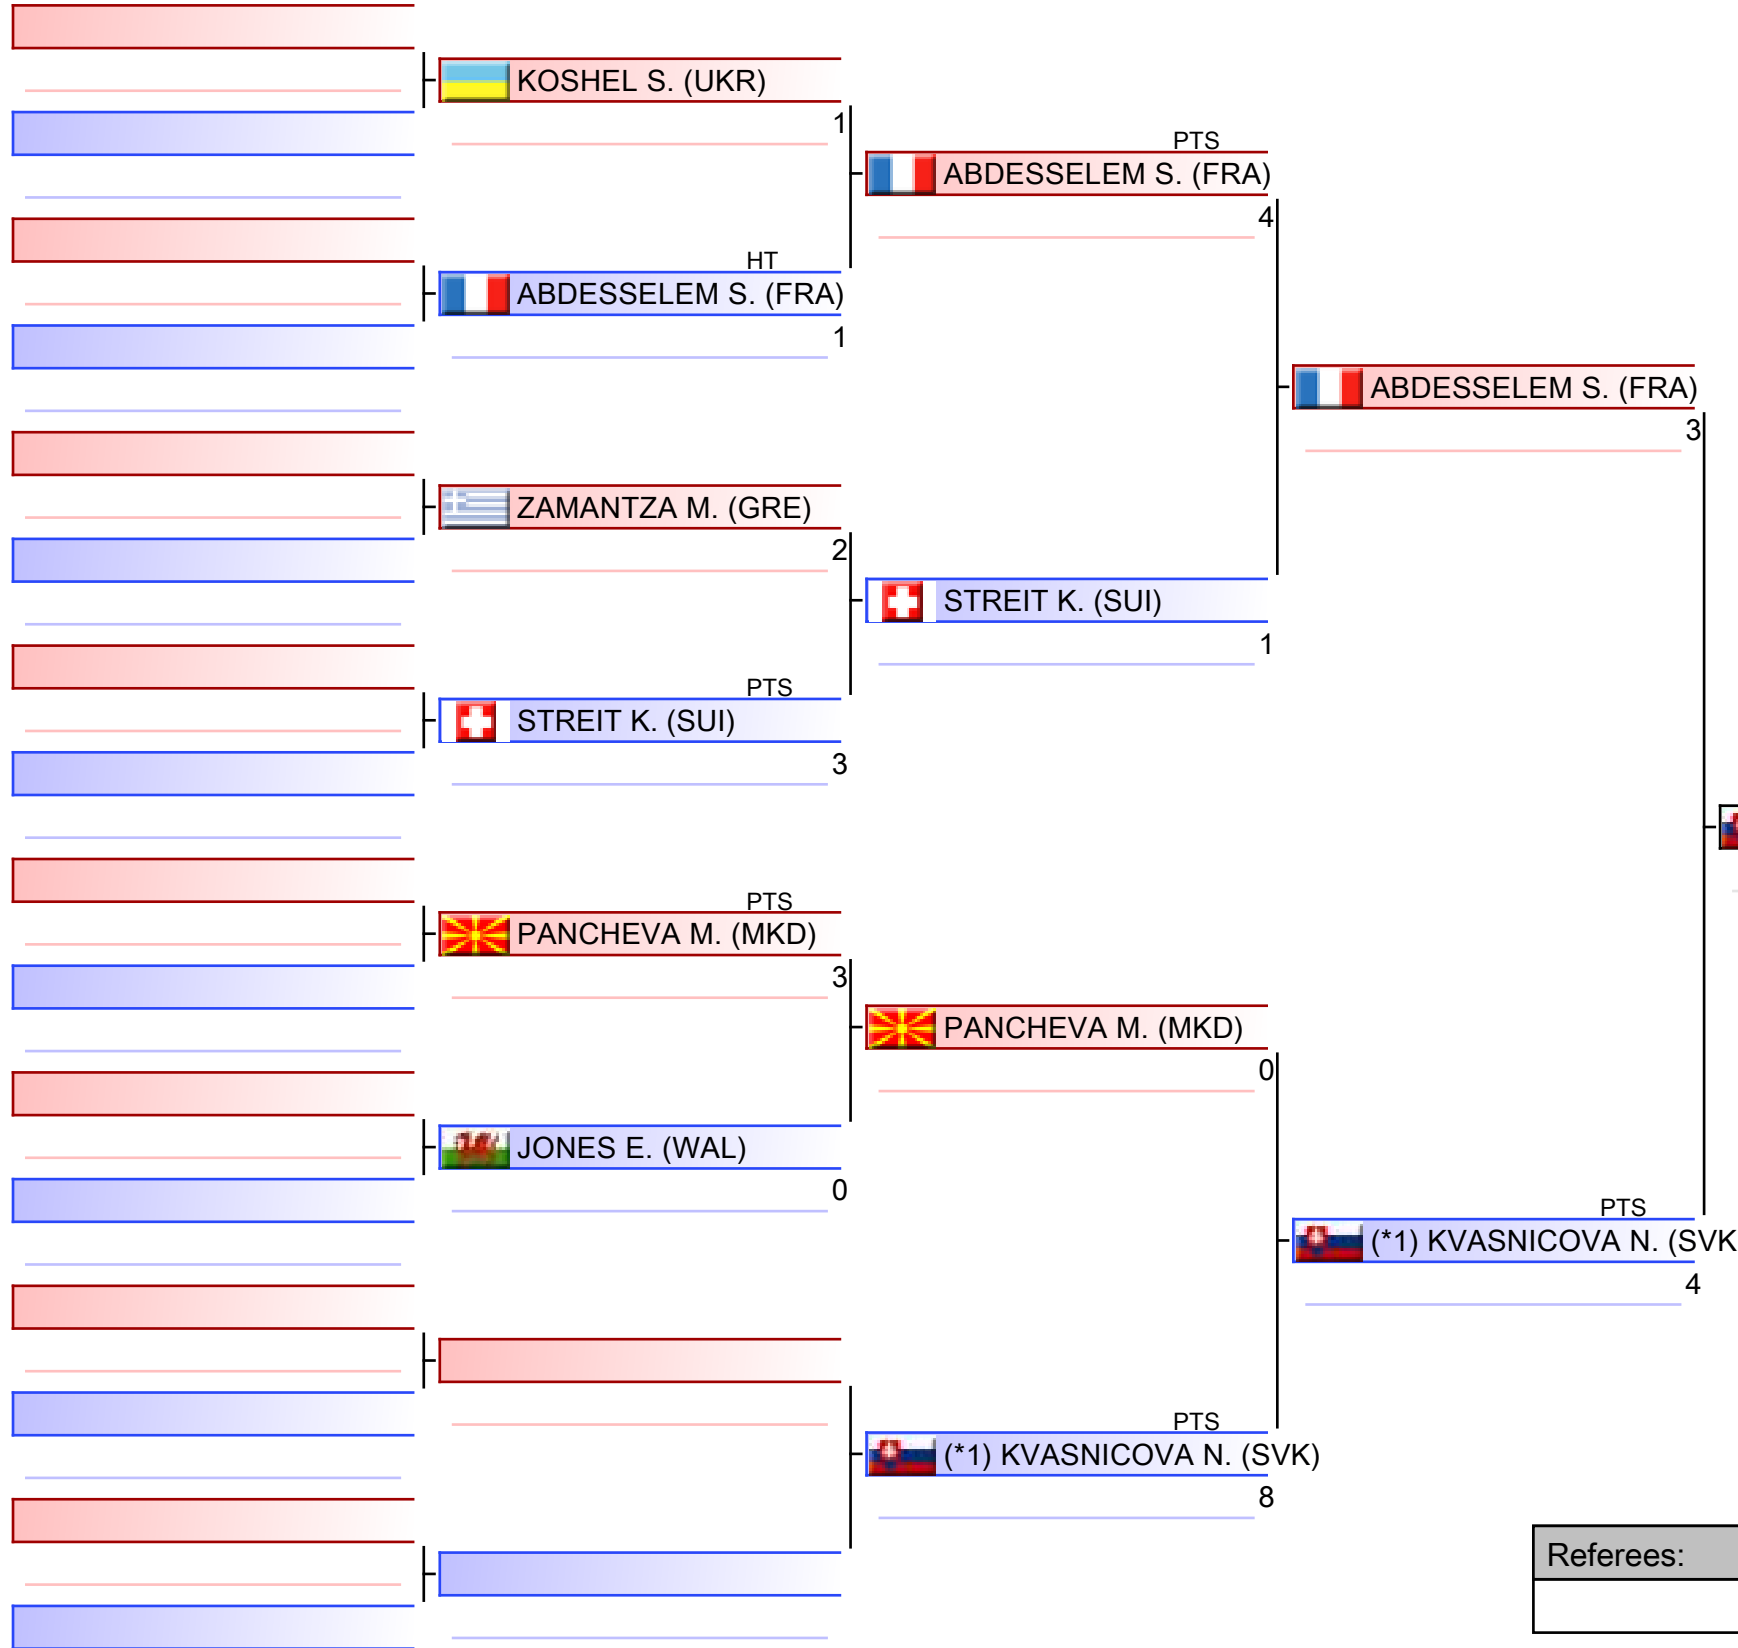 KOSHEL S. (UKR)
1
PTS
ABDESSELEM S. (FRA)
4
HT
ABDESSELEM S. (FRA)
1
ABDESSELEM S. (FRA)
3
ZAMANTZA M. (GRE)
2
STREIT K. (SUI)
1
PTS
STREIT K. (SUI)
3
PTS
PANCHEVA M. (MKD)
3
PANCHEVA M. (MKD)
0
JONES E. (WAL)
0
PTS
(*1) KVASNICOVA N. (SVK
4
PTS
(*1) KVASNICOVA N. (SVK)
8
Referees: